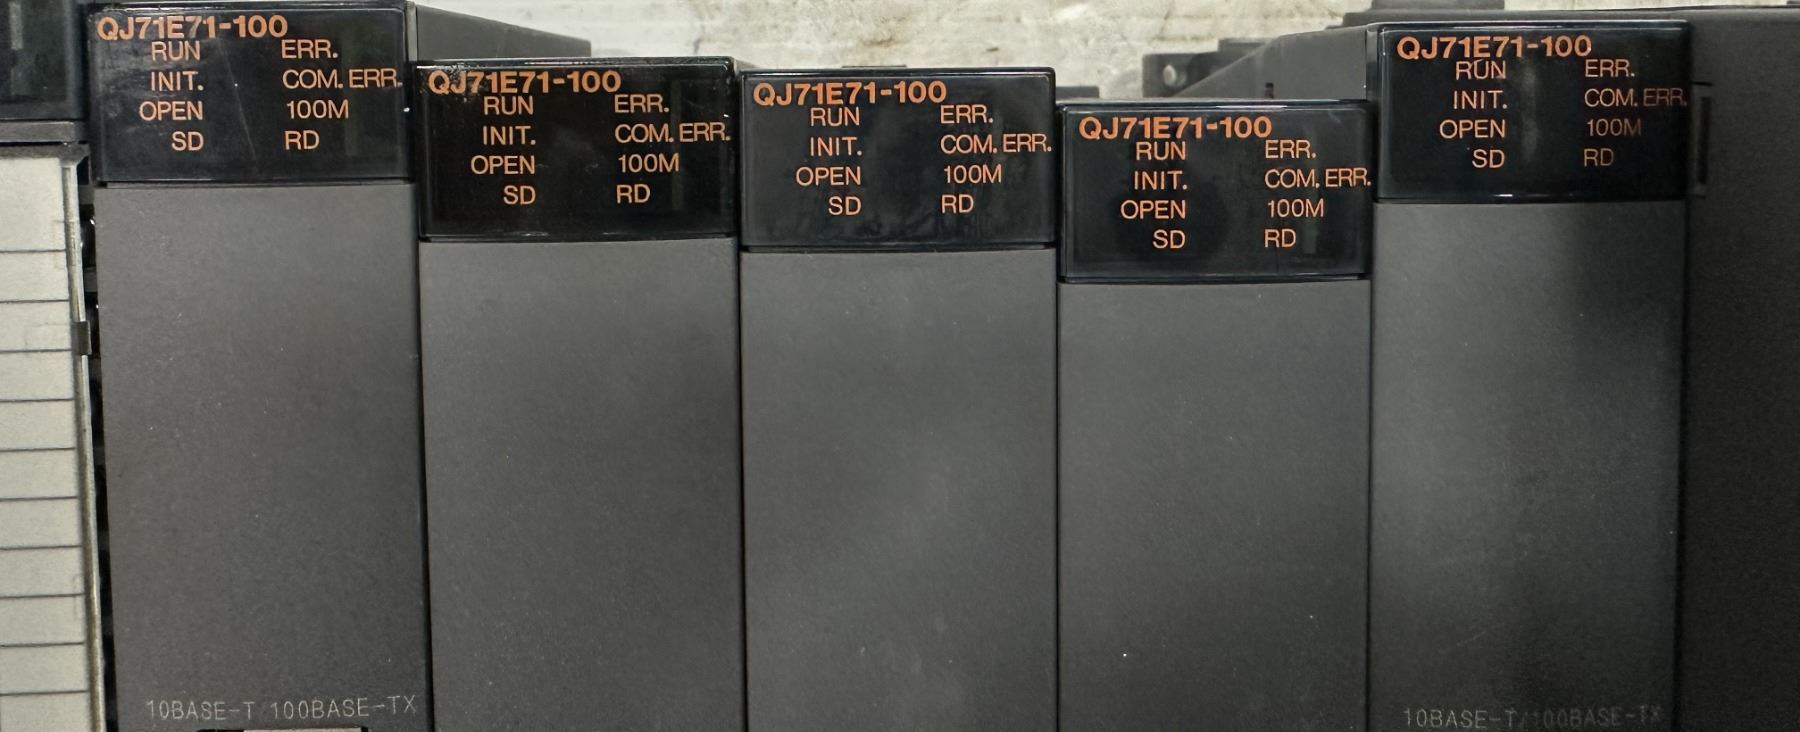 QJ71E71-100
RUN ERR.
INIT. COM.ERR.
OPEN 100M
SD RD
10BASE-T/100BASE-TX
QJ71E71-100
RUN ERR.
INIT. COM.ERR.
OPEN 100M
SD RD
QJ71E71-100
RUN ERR.
INIT. COM.ERR.
OPEN 100M
SD RD
QJ71E71-100
RUN ERR.
INIT. COM.ERR.
OPEN 100M
SD RD
QJ71E71-100
RUN ERR.
INIT. COM.ERR.
OPEN 100M
SD RD
10BASE-T/100BASE-TX